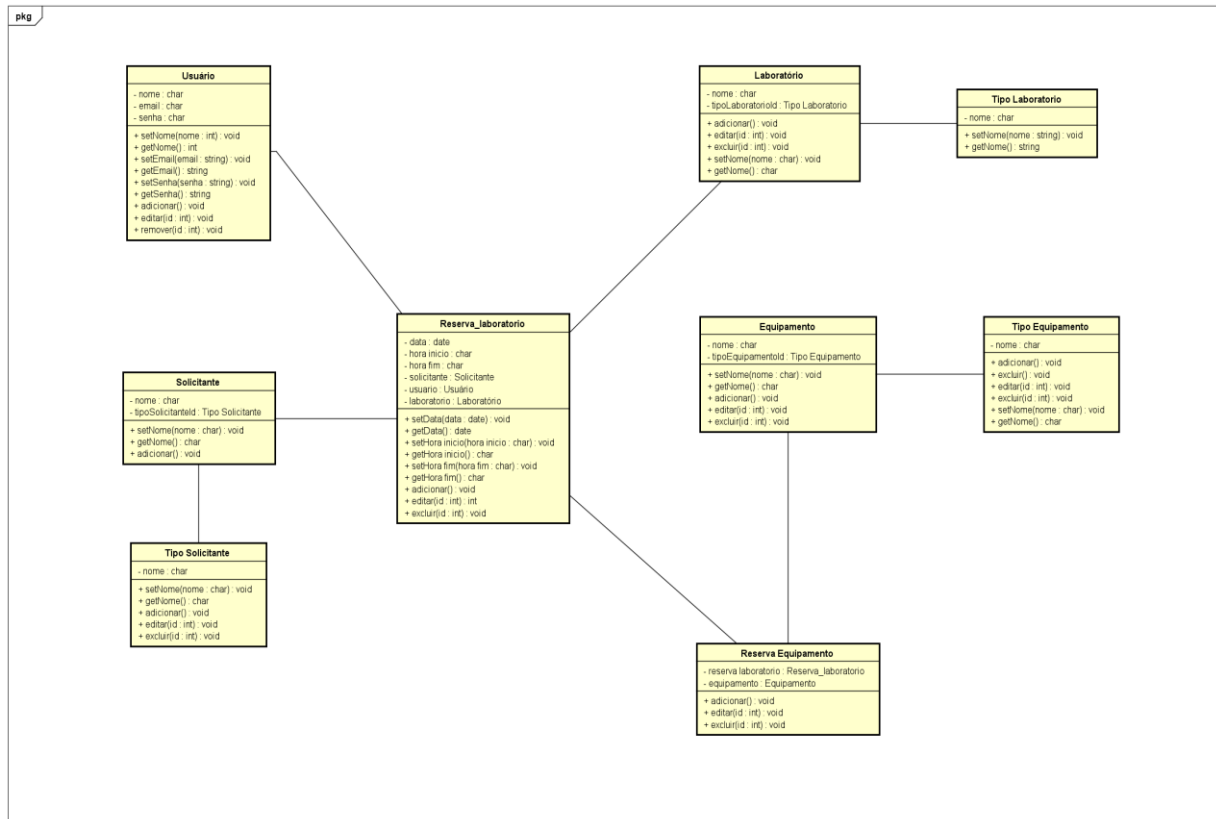 pkg
Usuário
- nome : char
- email : char
- senha : char
+ setNome(nome : int) : void
+ getNome() : int
+ setEmail(email : string) : void
+ getEmail() : string
+ setSenha(senha : string) : void
+ getSenha() : string
+ adicionar() : void
+ editar(id : int) : void
+ remover(id : int) : void
Laboratório
- nome : char
- tipoLaboratorioId : Tipo Laboratorio
+ adicionar() : void
+ editar(id : int) : void
+ excluir(id : int) : void
+ setNome(nome : char) : void
+ getNome() : char
Tipo Laboratorio
- nome : char
+ setNome(nome : string) : void
+ getNome() : string
Reserva_laboratorio
- data : date
- hora inicio : char
- hora fim : char
- solicitante : Solicitante
- usuario : Usuário
- laboratorio : Laboratório
+ setData(data : date) : void
+ getData() : date
+ setHora inicio(hora inicio : char) : void
+ getHora inicio() : char
+ setHora fim(hora fim : char) : void
+ getHora fim() : char
+ adicionar() : void
+ editar(id : int) : int
+ excluir(id : int) : void
Equipamento
- nome : char
- tipoEquipamentoId : Tipo Equipamento
+ setNome(nome : char) : void
+ getNome() : char
+ adicionar() : void
+ editar(id : int) : void
+ excluir(id : int) : void
Tipo Equipamento
- nome : char
+ adicionar() : void
+ excluir() : void
+ editar(id : int) : void
+ excluir(id : int) : void
+ setNome(nome : char) : void
+ getNome() : char
Solicitante
- nome : char
- tipoSolicitanteId : Tipo Solicitante
+ setNome(nome : char) : void
+ getNome() : char
+ adicionar() : void
Tipo Solicitante
- nome : char
+ setNome(nome : char) : void
+ getNome() : char
+ adicionar() : void
+ editar(id : int) : void
+ excluir(id : int) : void
Reserva Equipamento
- reserva laboratorio : Reserva_laboratorio
- equipamento : Equipamento
+ adicionar() : void
+ editar(id : int) : void
+ excluir(id : int) : void